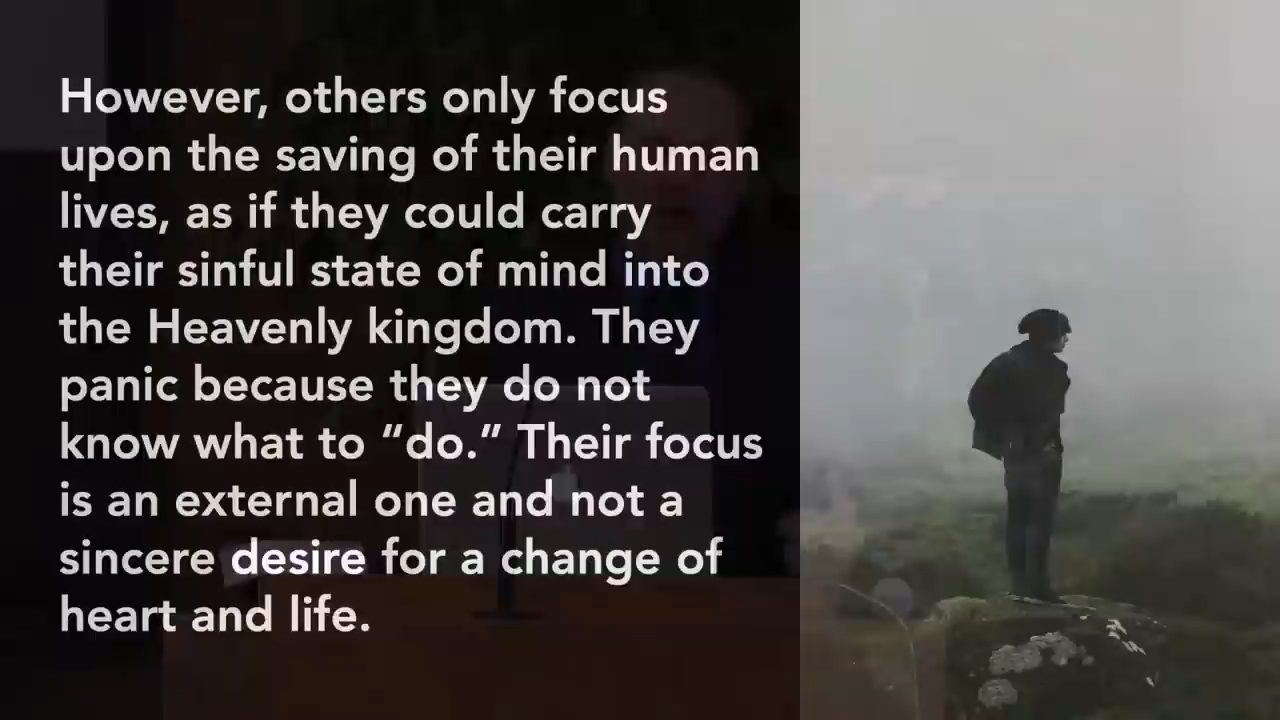 However, others only focus
upon the saving of their human
lives, as if they could carry
their sinful state of mind into
the Heavenly kingdom. They
panic because they do not
know what to “do.” Their focus
is an external one and not a
sincere desire for a change of
heart and life.